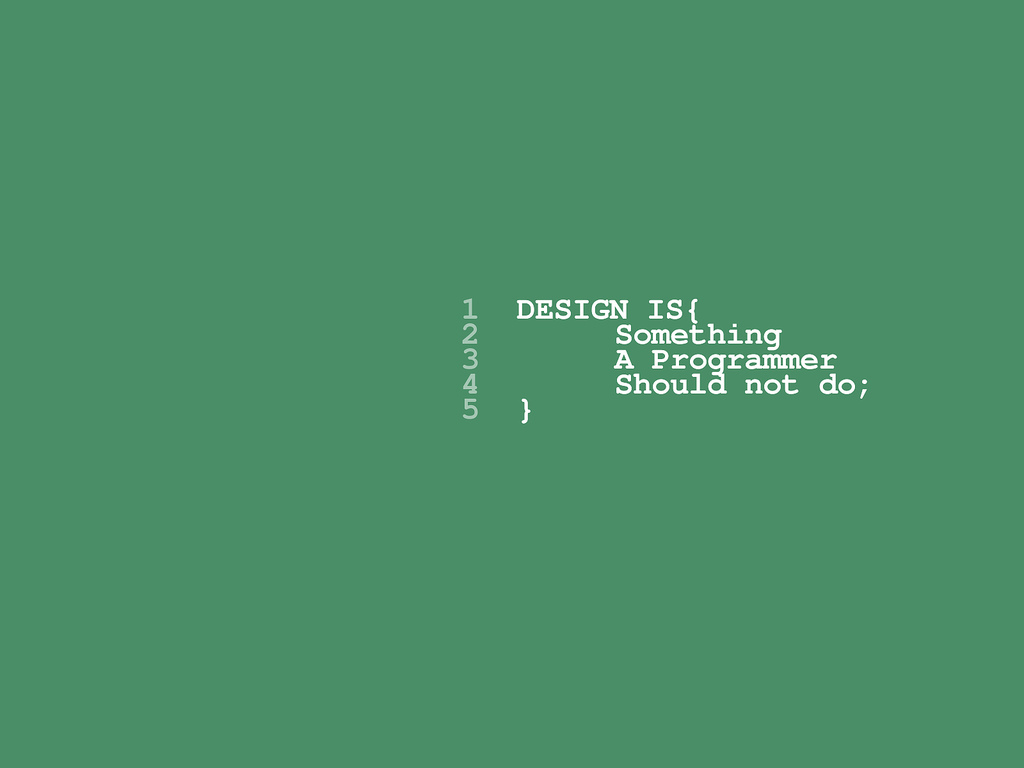 1 DESIGN IS{
2 Something
3 A Programmer
4 Should not do;
5 }